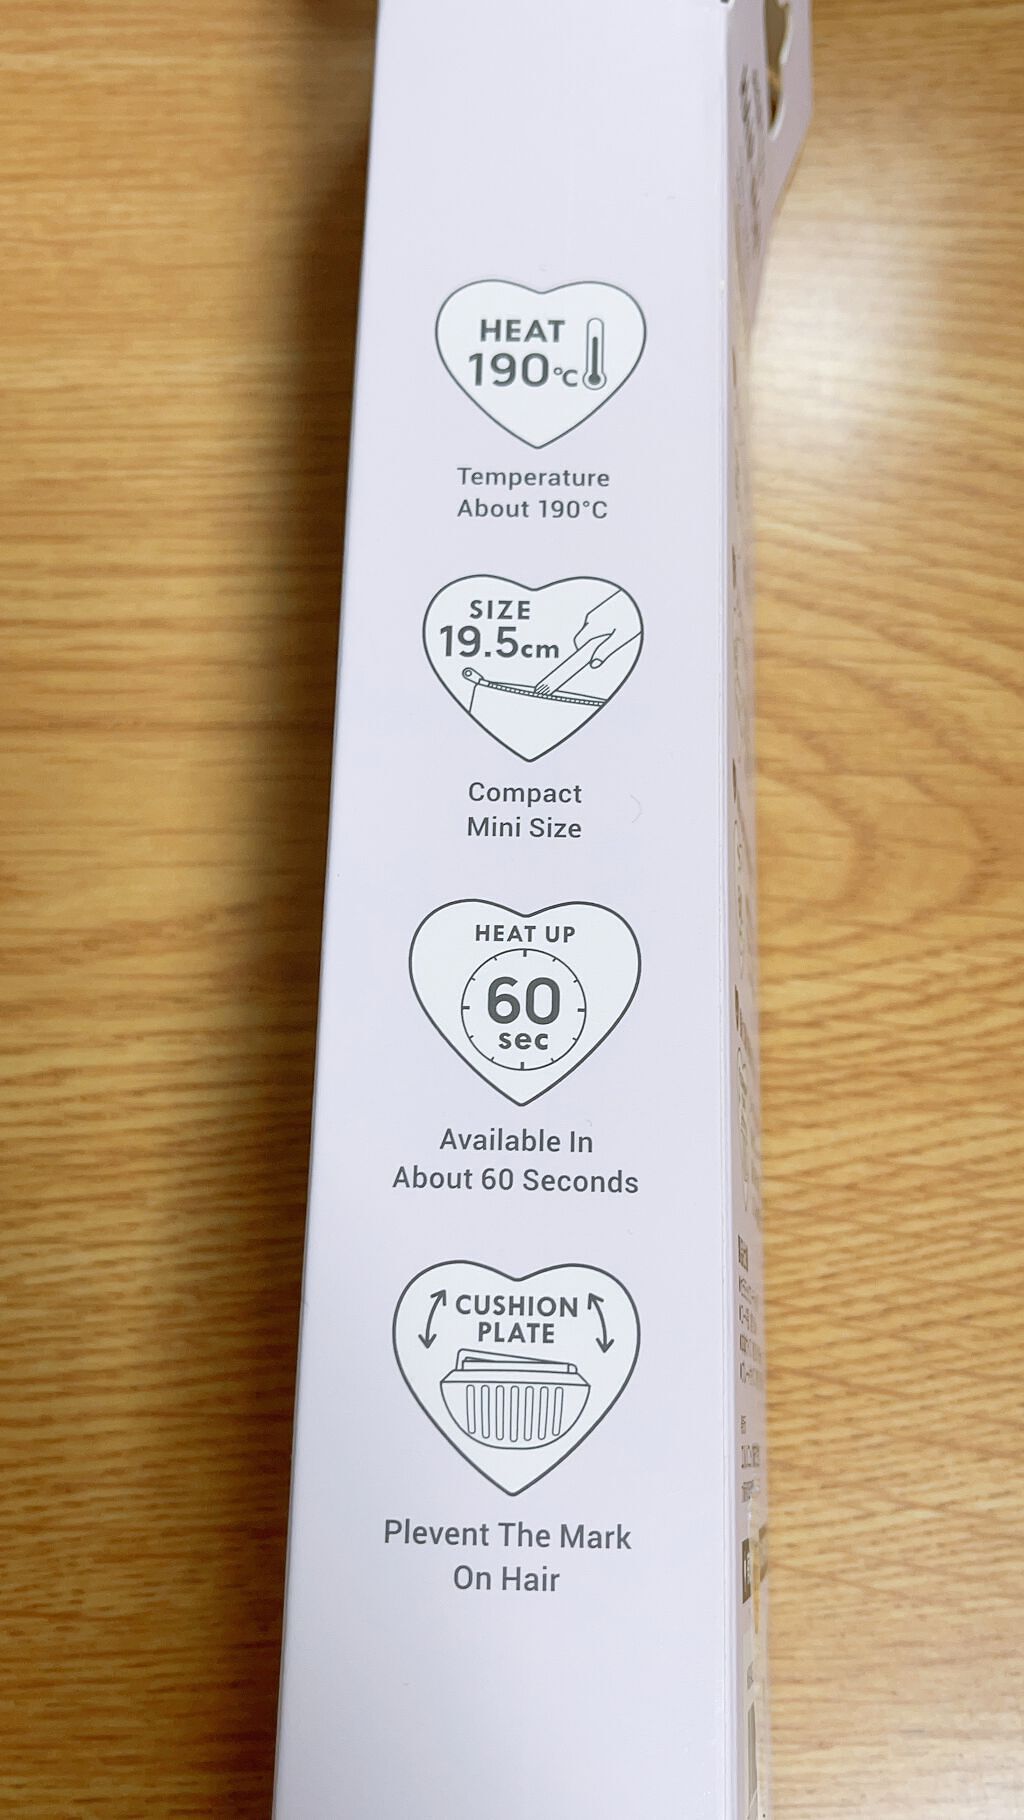 HEAT
190℃
Temperature
About 190°C
SIZE
19.5cm
Compact
Mini Size
HEAT UP
60
sec
Available In
About 60 Seconds
CUSHION
PLATE
Plevent The Mark
On Hair